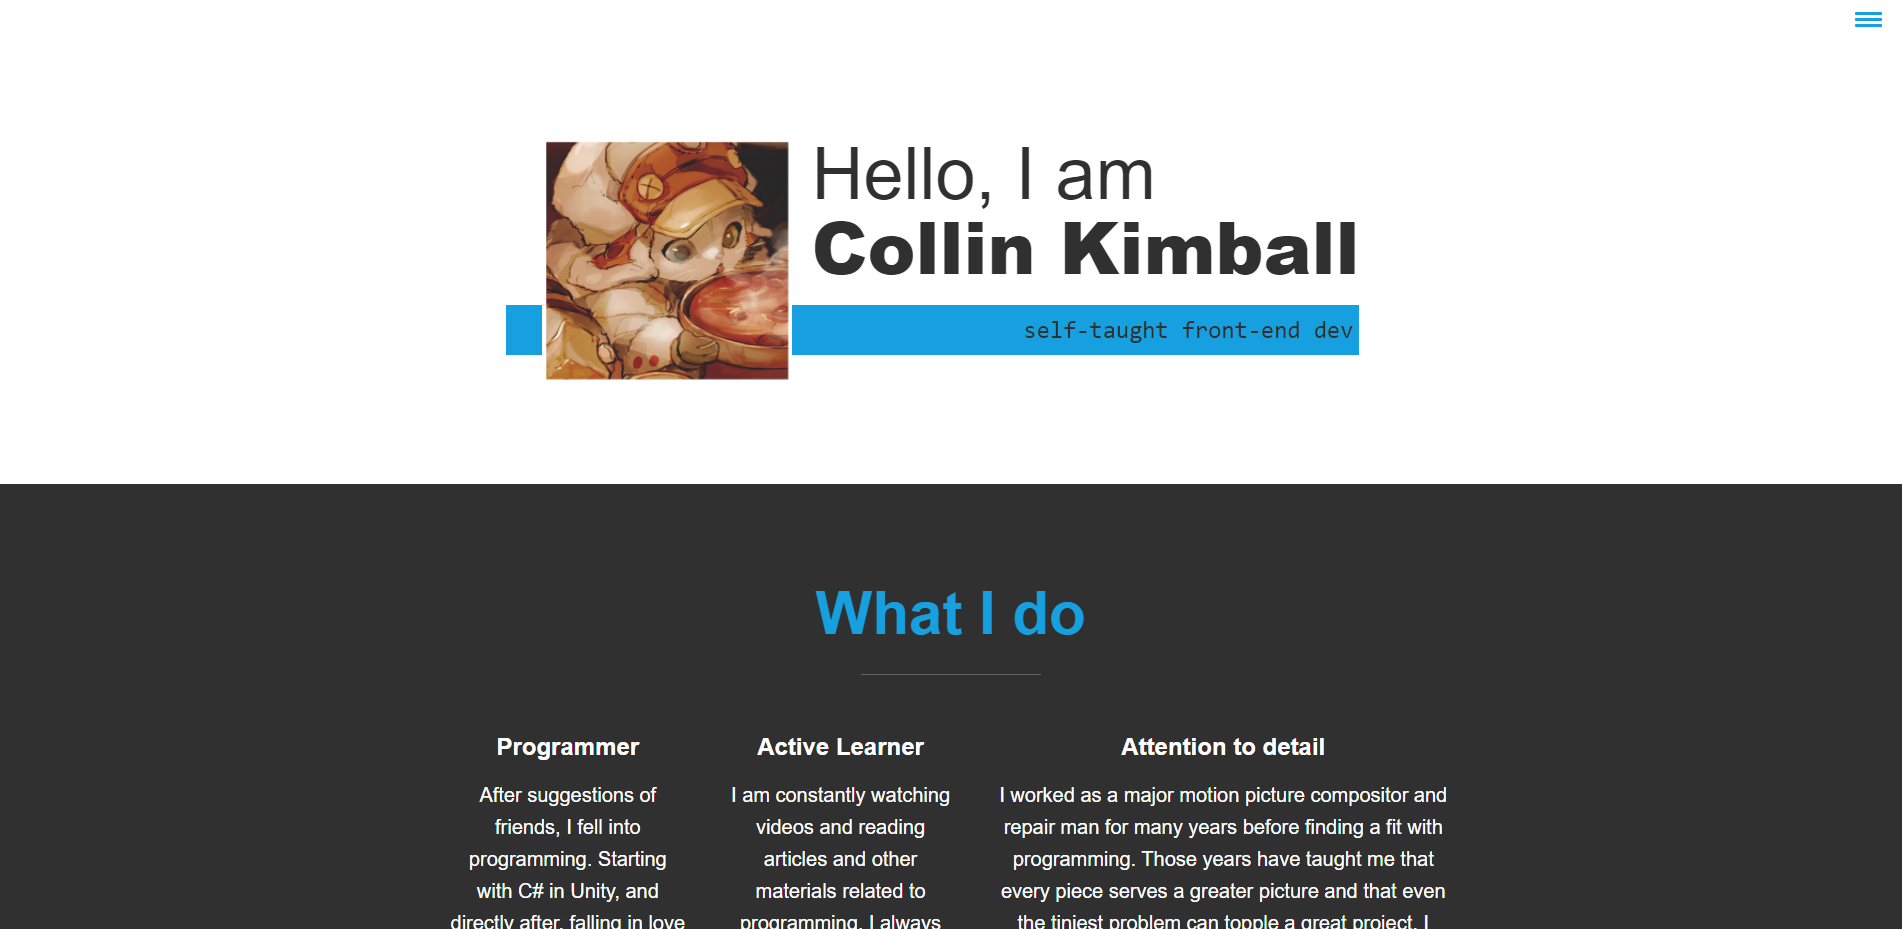 Hello, I am
Collin Kimball
self-taught front-end dev
What I do
Programmer
After suggestions of
friends, I fell into
programming. Starting
with C# in Unity, and
directly after, falling in love
Active Learner
I am constantly watching
videos and reading
articles and other
materials related to
programming. I always
Attention to detail
I worked as a major motion picture compositor and
repair man for many years before finding a fit with
programming. Those years have taught me that
every piece serves a greater picture and that even
the tiniest problem can topple a great project. I